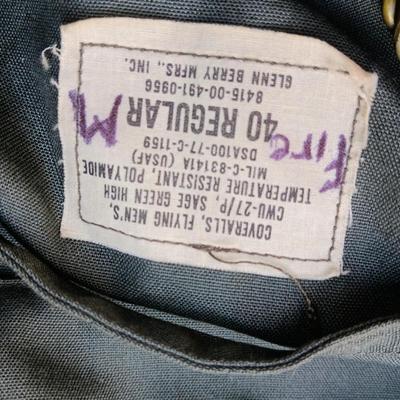 COVERALLS, FLYING MEN'S,
CWU-27/P, SAGE GREEN HIGH
TEMPERATURE RESISTANT, POLYAMIDE
MIL-C-83141A (USAF)
DSA100-77-C-1159
40 REGULAR
8415-00-491-0956
GLENN BERRY MFRS., INC.
Fire
M